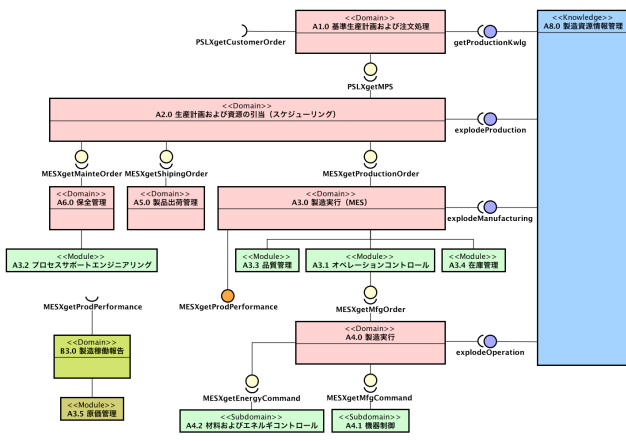 <<Domain>>
A1.0 基準生産計画および注文処理
<<Knowledge>>
A8.0 製造資源情報管理
PSLXgetCustomerOrder
getProductionKwlg
PSLXgetMPS
<<Domain>>
A2.0 生産計画および資源の引当（スケジューリング）
explodeProduction
MESXgetMainteOrder
MESXgetShipingOrder
MESXgetProductionOrder
<<Domain>>
A6.0 保全管理
<<Domain>>
A5.0 製品出荷管理
<<Domain>>
A3.0 製造実行（MES）
explodeManufacturing
<<Module>>
A3.2 プロセスサポートエンジニアリング
<<Module>>
A3.3 品質管理
<<Module>>
A3.1 オペレーションコントロール
<<Module>>
A3.4 在庫管理
MESXgetProdPerformance
MESXgetProdPerformance
MESXgetMfgOrder
<<Domain>>
B3.0 製造稼働報告
<<Domain>>
A4.0 製造実行
explodeOperation
<<Module>>
A3.5 原価管理
MESXgetEnergyCommand
MESXgetMfgCommand
<<Subdomain>>
A4.2 材料およびエネルギコントロール
<<Subdomain>>
A4.1 機器制御